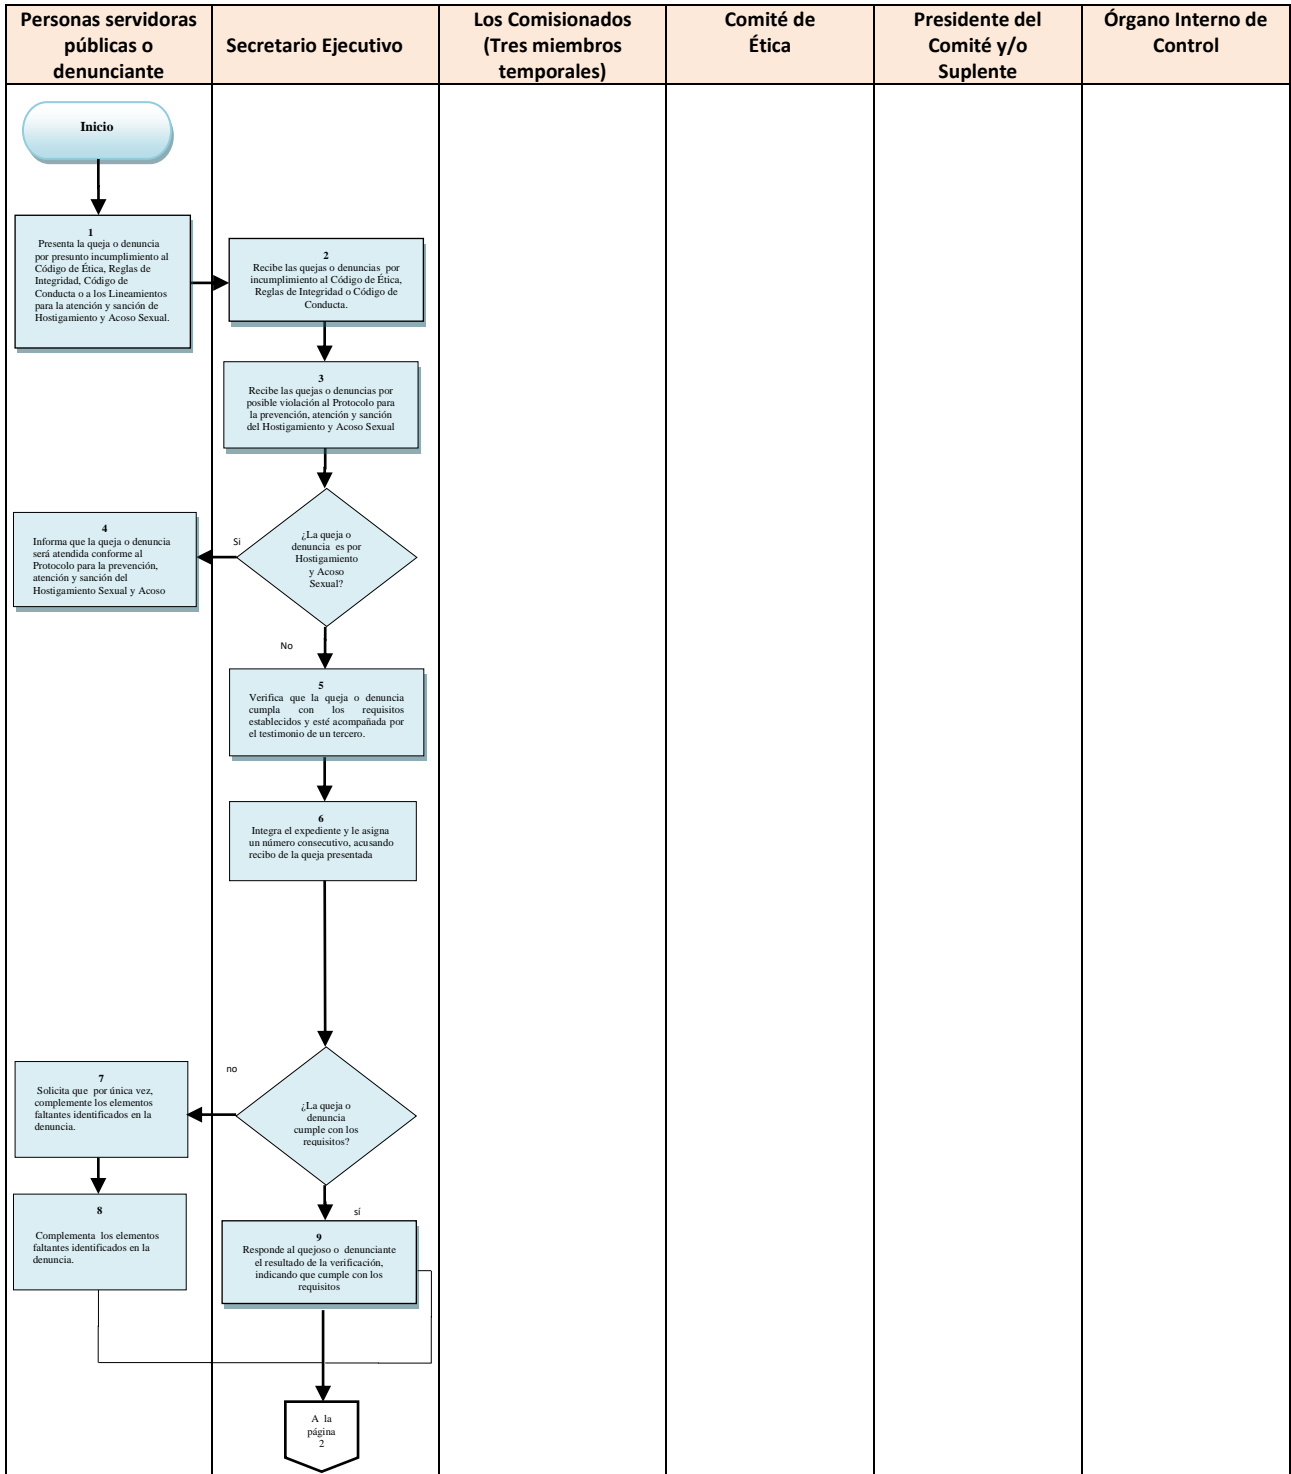 Personas servidoras
públicas o
denunciante
Secretario Ejecutivo
Los Comisionados
(Tres miembros
temporales)
Comité de
Ética
Presidente del
Comité y/o
Suplente
Órgano Interno de
Control
Inicio
1
Presenta la queja o denuncia
por presunto incumplimiento al
Código de Ética, Reglas de
Integridad, Código de
Conducta o a los Lineamientos
para la atención y sanción de
Hostigamiento y Acoso Sexual.
2
Recibe las quejas o denuncias por
incumplimiento al Código de Ética,
Reglas de Integridad o Código de
Conducta.
3
Recibe las quejas o denuncias por
posible violación al Protocolo para
la prevención, atención y sanción
del Hostigamiento y Acoso Sexual
¿La queja o
denuncia es por
Hostigamiento
y Acoso
Sexual?
Si
4
Informa que la queja o denuncia
será atendida conforme al
Protocolo para la prevención,
atención y sanción del
Hostigamiento Sexual y Acoso
No
5
Verifica que la queja o denuncia
cumpla con los requisitos
establecidos y esté acompañada por
el testimonio de un tercero.
6
Integra el expediente y le asigna
un número consecutivo, acusando
recibo de la queja presentada
¿La queja o
denuncia
cumple con los
requisitos?
no
7
Solicita que por única vez,
complemente los elementos
faltantes identificados en la
denuncia.
8
Complementa los elementos
faltantes identificados en la
denuncia.
sí
9
Responde al quejoso o denunciante
el resultado de la verificación,
indicando que cumple con los
requisitos
A la
página
2